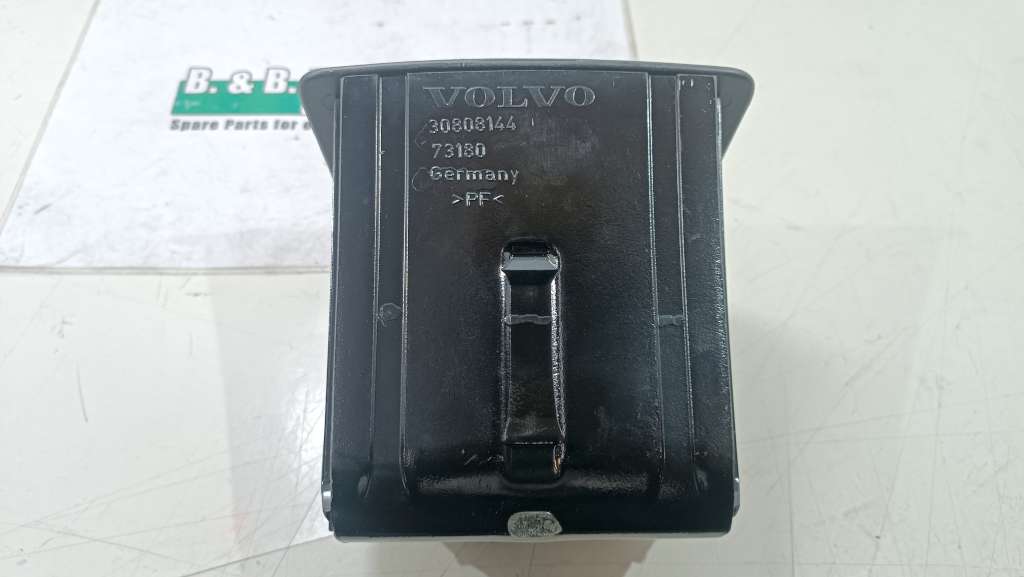 B. & B.
Spare Parts for e
VOLVO
30808144
73180
Germany
>PF<